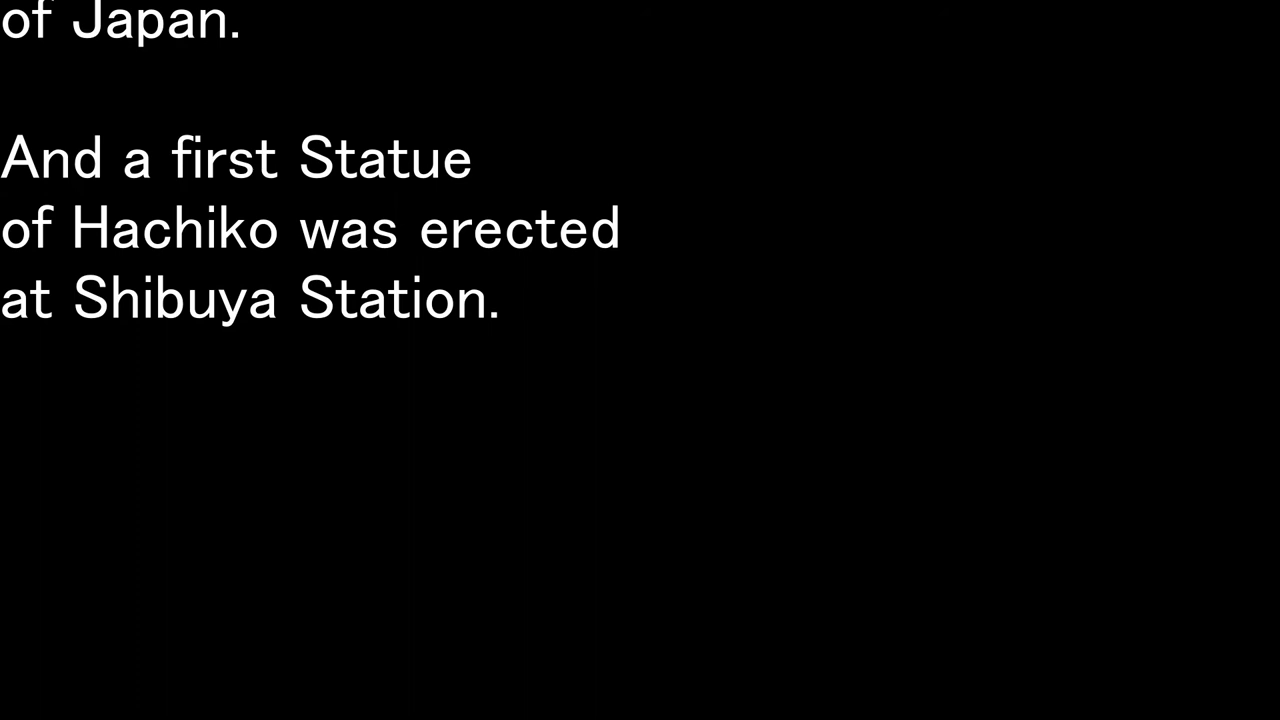 of Japan.
And a first Statue
of Hachiko was erected
at Shibuya Station.